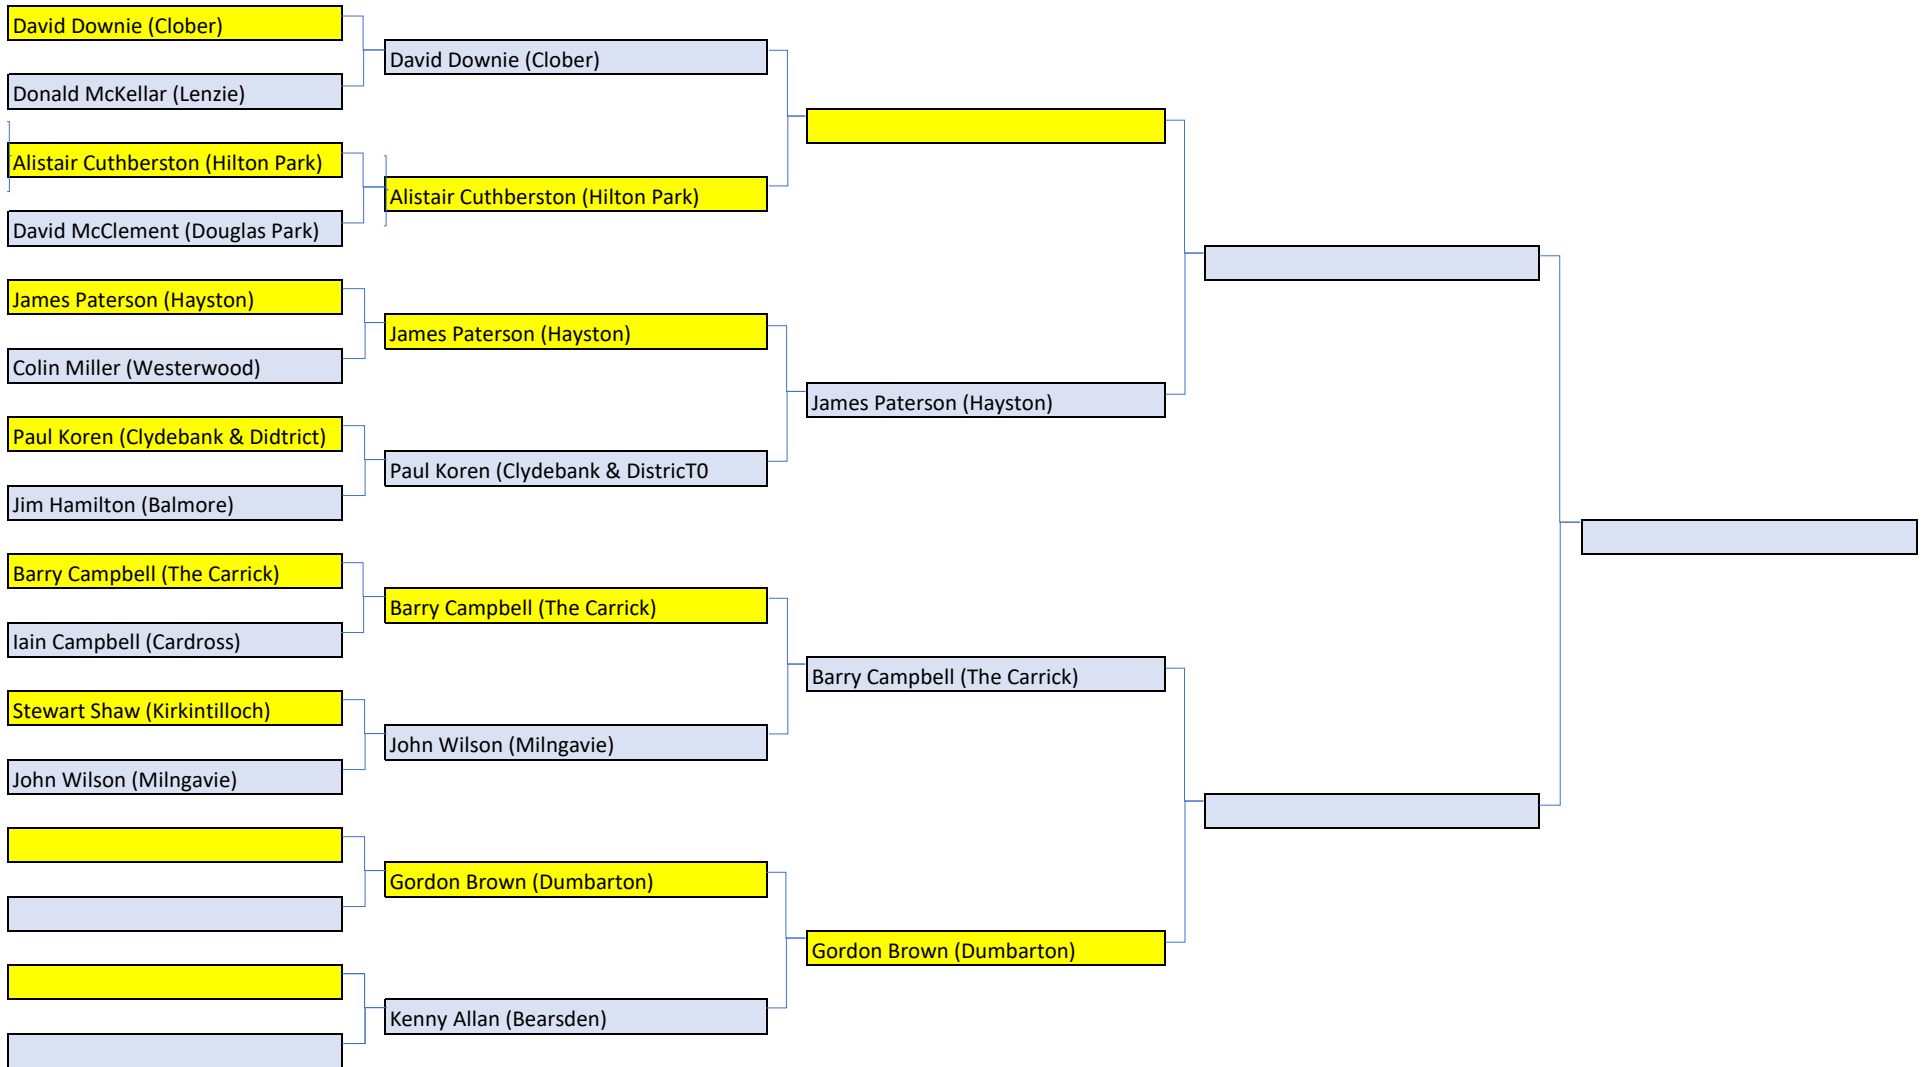 David Downie (Clober)
Donald McKellar (Lenzie)
Alistair Cuthberston (Hilton Park)
David McClement (Douglas Park)
James Paterson (Hayston)
Colin Miller (Westerwood)
Paul Koren (Clydebank & Didtrict)
Jim Hamilton (Balmore)
Barry Campbell (The Carrick)
Iain Campbell (Cardross)
Stewart Shaw (Kirkintilloch)
John Wilson (Milngavie)
David Downie (Clober)
Alistair Cuthberston (Hilton Park)
James Paterson (Hayston)
Paul Koren (Clydebank & DistricT0
Barry Campbell (The Carrick)
John Wilson (Milngavie)
Gordon Brown (Dumbarton)
Kenny Allan (Bearsden)
James Paterson (Hayston)
Barry Campbell (The Carrick)
Gordon Brown (Dumbarton)